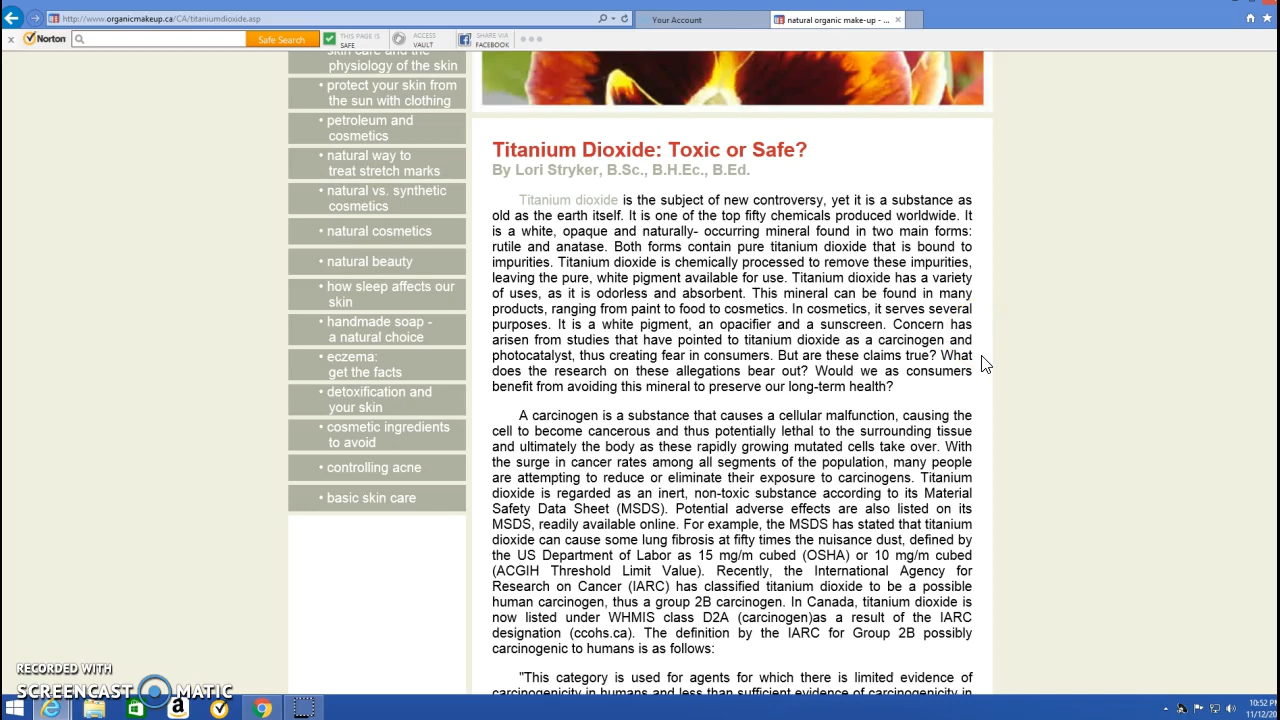 http://www.organicmakeup.ca/CA/titaniumdioxide.asp
Your Account
natural organic make-up - ...
Norton
Safe Search
THIS PAGE IS
SAFE
ACCESS
VAULT
SHARE VIA
FACEBOOK
skin care and the
physiology of the skin
• protect your skin from
the sun with clothing
• petroleum and
cosmetics
• natural way to
treat stretch marks
• natural vs. synthetic
cosmetics
• natural cosmetics
• natural beauty
• how sleep affects our
skin
• handmade soap -
a natural choice
• eczema:
get the facts
• detoxification and
your skin
• cosmetic ingredients
to avoid
• controlling acne
• basic skin care
Titanium Dioxide: Toxic or Safe?
By Lori Stryker, B.Sc., B.H.Ec., B.Ed.
Titanium dioxide is the subject of new controversy, yet it is a substance as
old as the earth itself. It is one of the top fifty chemicals produced worldwide. It
is a white, opaque and naturally- occurring mineral found in two main forms:
rutile and anatase. Both forms contain pure titanium dioxide that is bound to
impurities. Titanium dioxide is chemically processed to remove these impurities,
leaving the pure, white pigment available for use. Titanium dioxide has a variety
of uses, as it is odorless and absorbent. This mineral can be found in many
products, ranging from paint to food to cosmetics. In cosmetics, it serves several
purposes. It is a white pigment, an opacifier and a sunscreen. Concern has
arisen from studies that have pointed to titanium dioxide as a carcinogen and
photocatalyst, thus creating fear in consumers. But are these claims true? What
does the research on these allegations bear out? Would we as consumers
benefit from avoiding this mineral to preserve our long-term health?
A carcinogen is a substance that causes a cellular malfunction, causing the
cell to become cancerous and thus potentially lethal to the surrounding tissue
and ultimately the body as these rapidly growing mutated cells take over. With
the surge in cancer rates among all segments of the population, many people
are attempting to reduce or eliminate their exposure to carcinogens. Titanium
dioxide is regarded as an inert, non-toxic substance according to its Material
Safety Data Sheet (MSDS). Potential adverse effects are also listed on its
MSDS, readily available online. For example, the MSDS has stated that titanium
dioxide can cause some lung fibrosis at fifty times the nuisance dust, defined by
the US Department of Labor as 15 mg/m cubed (OSHA) or 10 mg/m cubed
(ACGIH Threshold Limit Value). Recently, the International Agency for
Research on Cancer (IARC) has classified titanium dioxide to be a possible
human carcinogen, thus a group 2B carcinogen. In Canada, titanium dioxide is
now listed under WHMIS class D2A (carcinogen)as a result of the IARC
designation (ccohs.ca). The definition by the IARC for Group 2B possibly
carcinogenic to humans is as follows:
"This category is used for agents for which there is limited evidence of
carcinogenicity in humans and less than sufficient evidence of carcinogenicity in
RECORDED WITH
SCREENCAST MATIC
10:52 PM
11/12/20